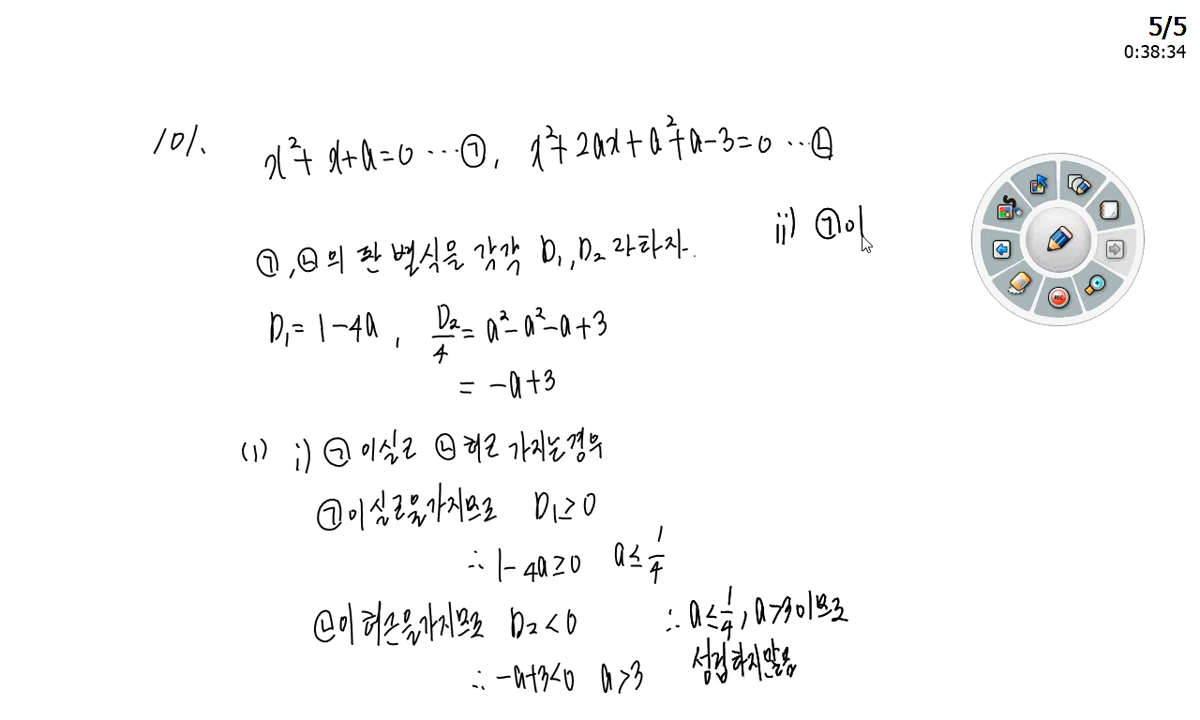 5/5
0:38:34
101. x²+x+a=0 ⋯㉠, x²+2ax+a²+a-3=0 ⋯㉡
㉠,㉡의 판별식을 각각 D₁,D₂ 라하자.
D₁=1-4a, D₂/4=a²-a²-a+3
=-a+3
(1) i) ㉠이실근 ㉡허근 가지는경우
㉠이실근을가지므로 D₁≥0
∴ 1-4a≥0 a≤1/4
㉡이허근을가지므로 D₂<0
∴ -a+3<0 a>3
∴ a≤1/4, a>3이므로
성립하지말음
ii) ㉠이
REC